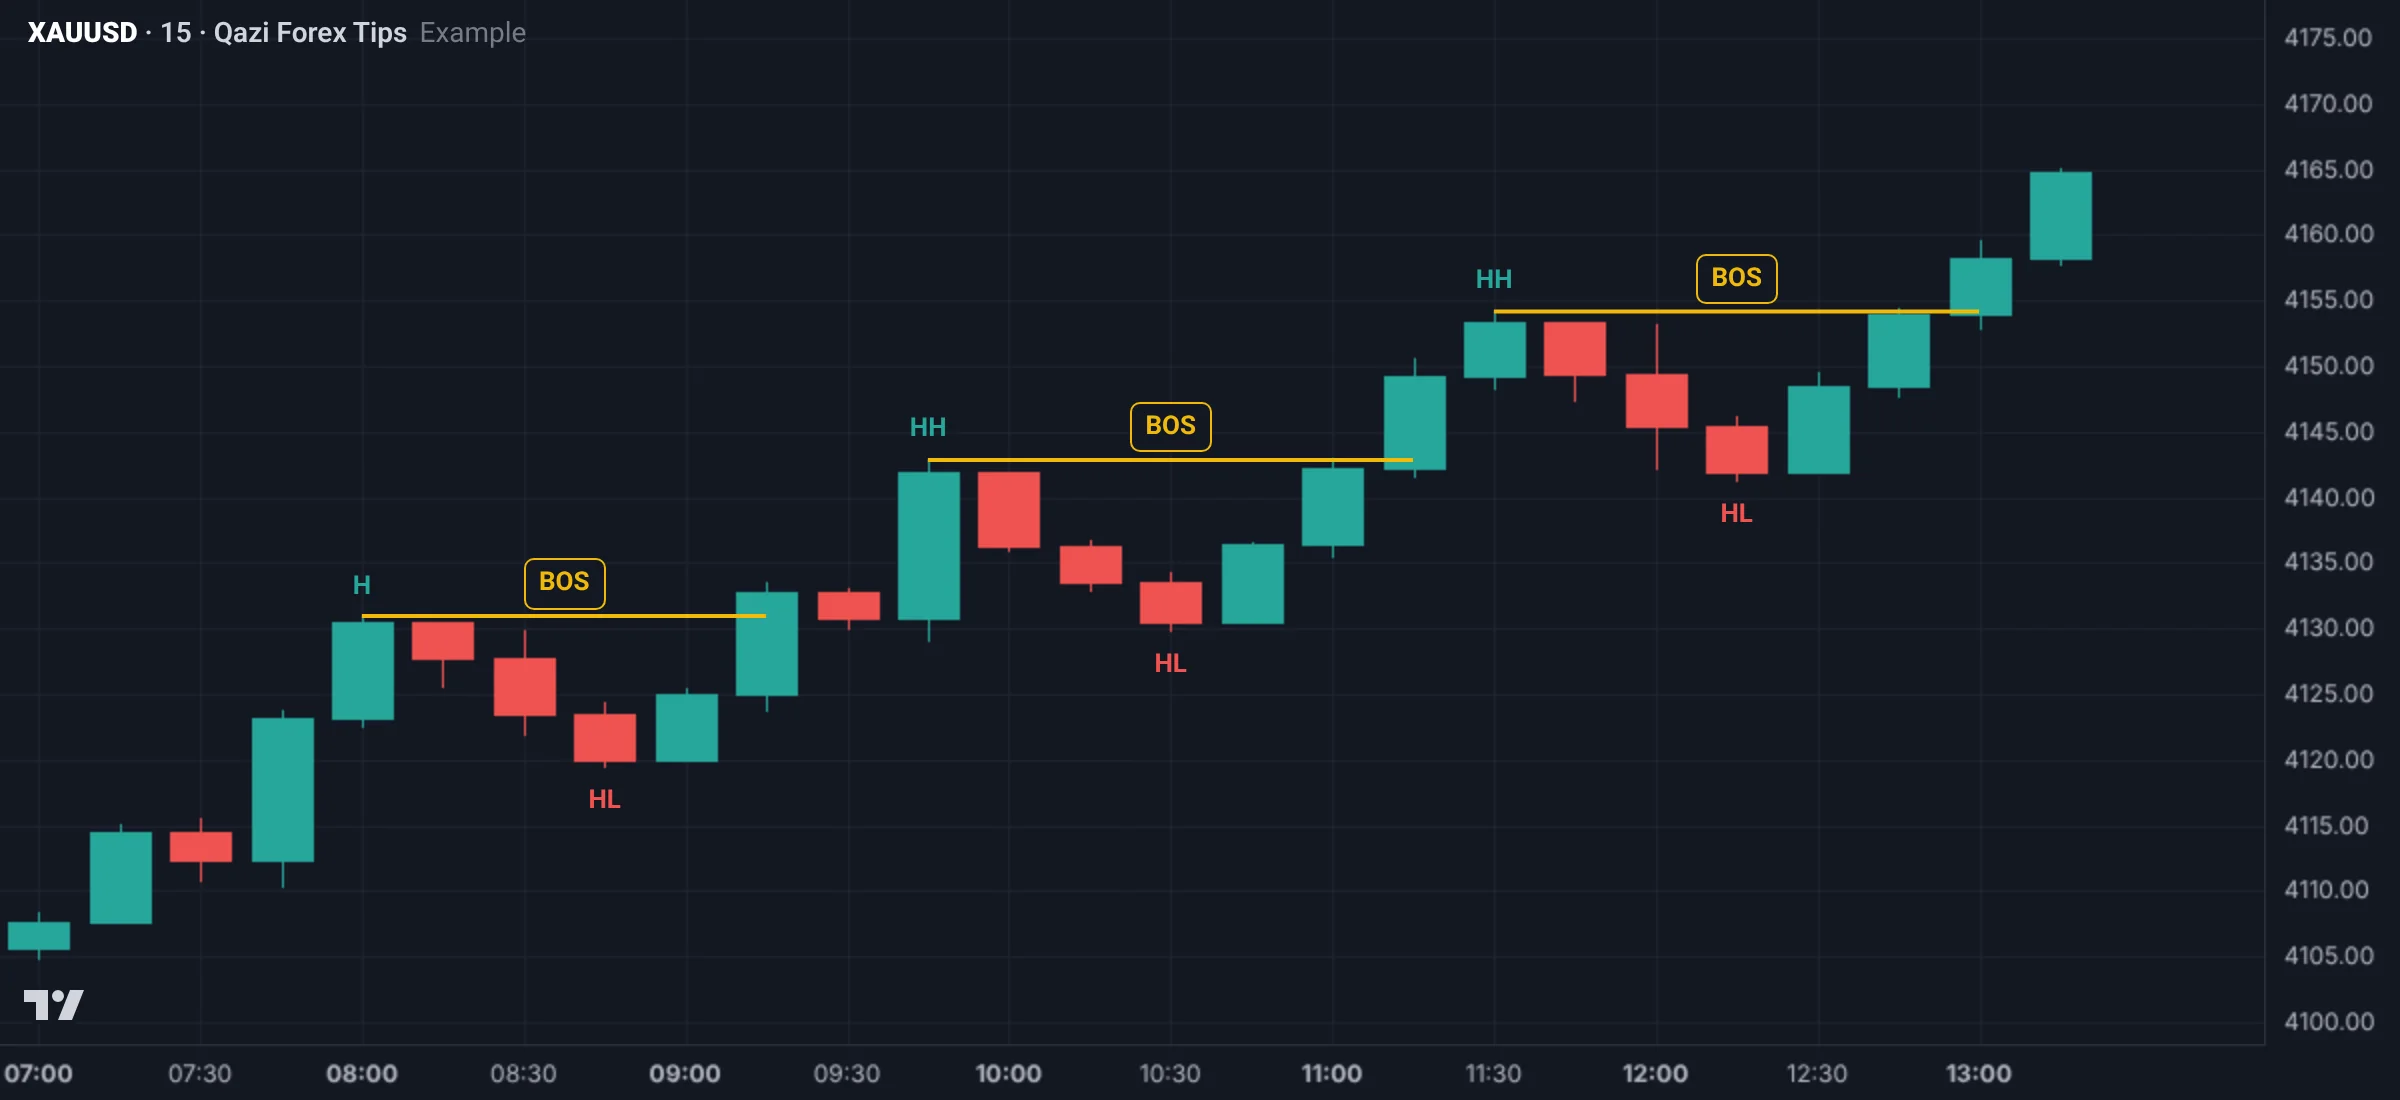 XAUUSD · 15 · Qazi Forex Tips Example
4175.00
4170.00
4165.00
4160.00
HH
BOS
4155.00
4150.00
HH
BOS
4145.00
4140.00
HL
4135.00
H
BOS
4130.00
HL
4125.00
4120.00
HL
4115.00
4110.00
4105.00
4100.00
07:00 07:30 08:00 08:30 09:00 09:30 10:00 10:30 11:00 11:30 12:00 12:30 13:00